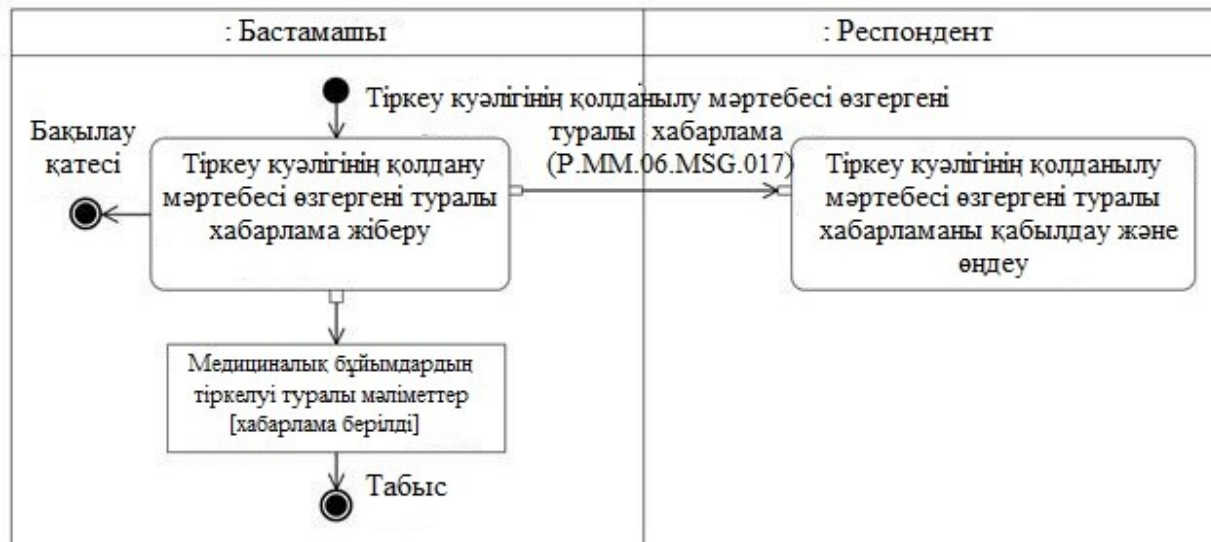 : Бастамашы
: Респондент
Тіркеу куәлігінің қолданылу мәртебесі өзгергені
туралы хабарлама
(P.MM.06.MSG.017)
Бақылау
қатесі
Тіркеу куәлігінің қолдану
мәртебесі өзгергені туралы
хабарлама жіберу
Тіркеу куәлігінің қолданылу
мәртебесі өзгергені туралы
хабарламаны қабылдау және
өңдеу
Медициналық бұйымдардың
тіркелуі туралы мәліметтер
[хабарлама берілді]
Табыс